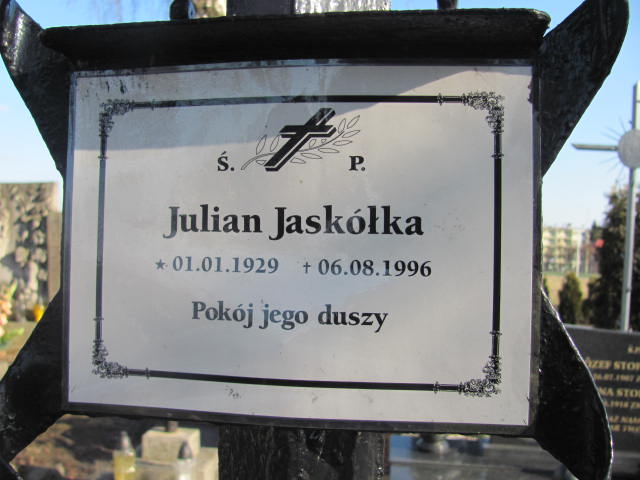 Ś. P.
Julian Jaskółka
★ 01.01.1929 † 06.08.1996
Pokój jego duszy